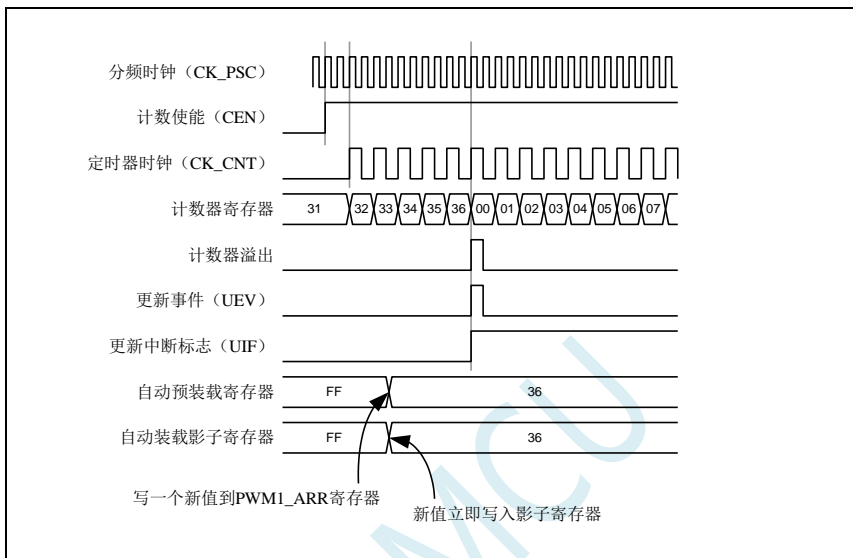 分频时钟（CK_PSC）
计数使能（CEN）
定时器时钟（CK_CNT）
计数器寄存器 31 32 33 34 35 36 00 01 02 03 04 05 06 07
计数器溢出
更新事件（UEV）
更新中断标志（UIF）
自动预装载寄存器 FF 36
自动装载影子寄存器 FF 36
写一个新值到PWM1_ARR寄存器
新值立即写入影子寄存器
MCU